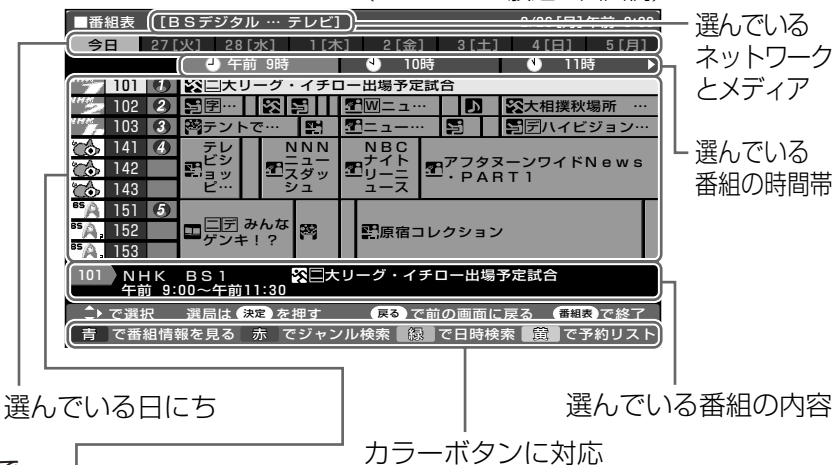 ■番組表 [BSデジタル … テレビ]
今日 27[火] 28[水] 1[木] 2[金] 3[土] 4[日] 5[月]
午前 9時 10時 11時
101 1 二大リーグ・イチロー出場予定試合
102 2 字… Wニュ… 大相撲秋場所 …
103 3 テントで… ニュー… デハイビジョン…
141 4
142
143
テレビショッピ…
NNNニュースダッシュ
NBCナイトリーニュース
アフタヌーンワイドNews・PART1
BS 151 5
BS 152
BS 153
二デ みんなゲンキ!?
原宿コレクション
101 NHK BS1 二大リーグ・イチロー出場予定試合
午前 9:00〜午前11:30
で選択 選局は 決定 を押す 戻る で前の画面に戻る 番組表 で終了
青 で番組情報を見る 赤 でジャンル検索 緑 で日時検索 黄 で予約リスト
選んでいる
ネットワーク
とメディア
選んでいる
番組の時間帯
選んでいる日にち
選んでいる番組の内容
カラーボタンに対応